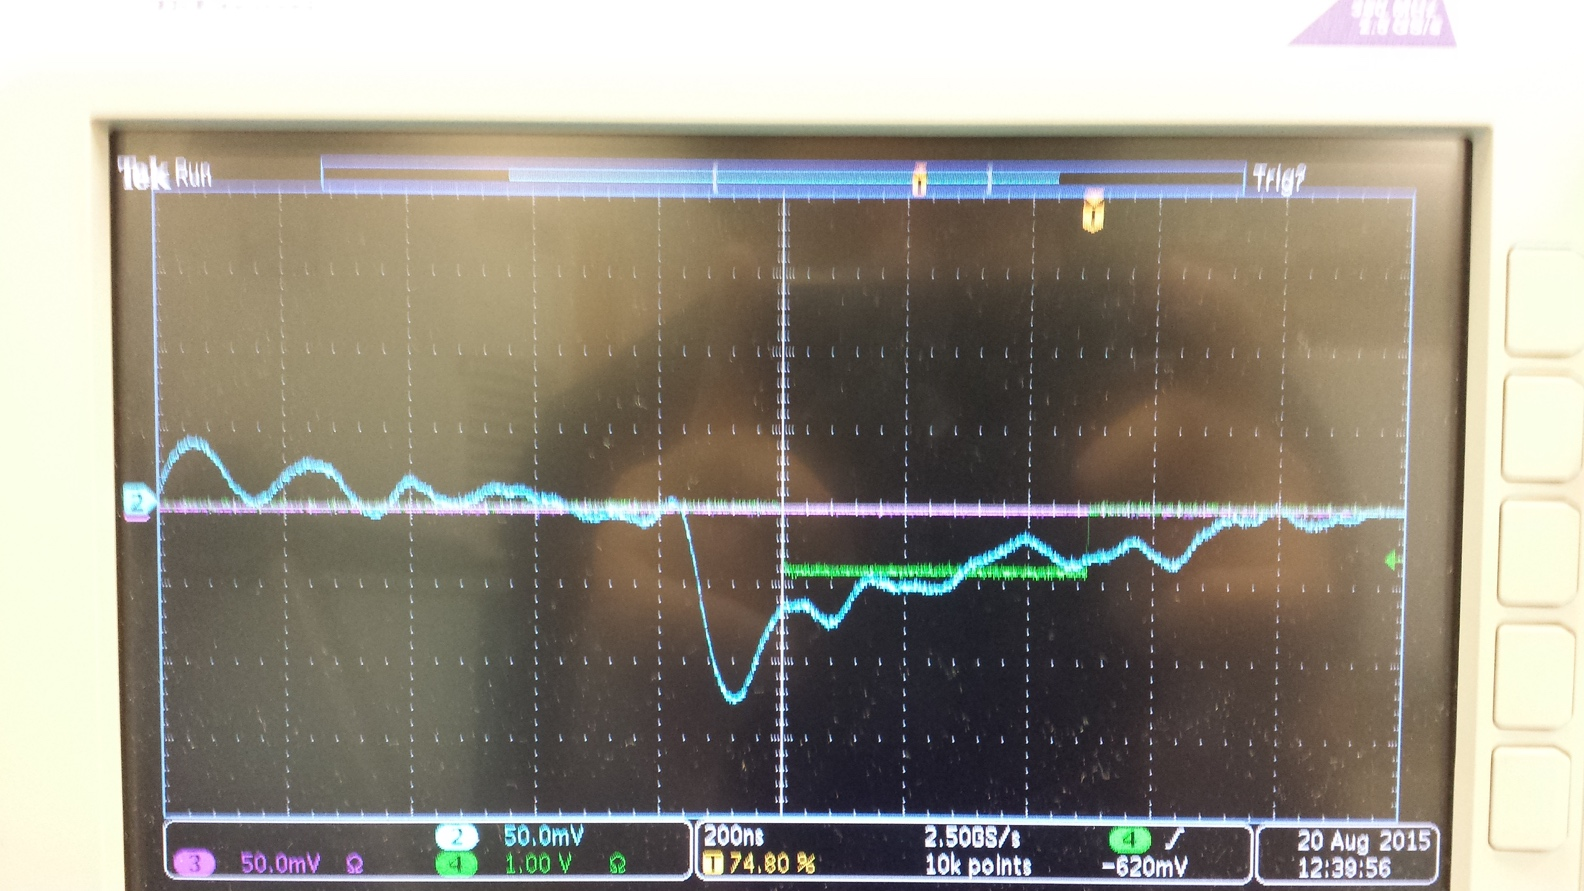 Tek Run
Trig?
T
T
2
2 50.0mV
3 50.0mV Ω 4 1.00 V Ω
200ns 2.50GS/s 4
T 74.80 % 10k points -620mV
20 Aug 2015
12:39:56